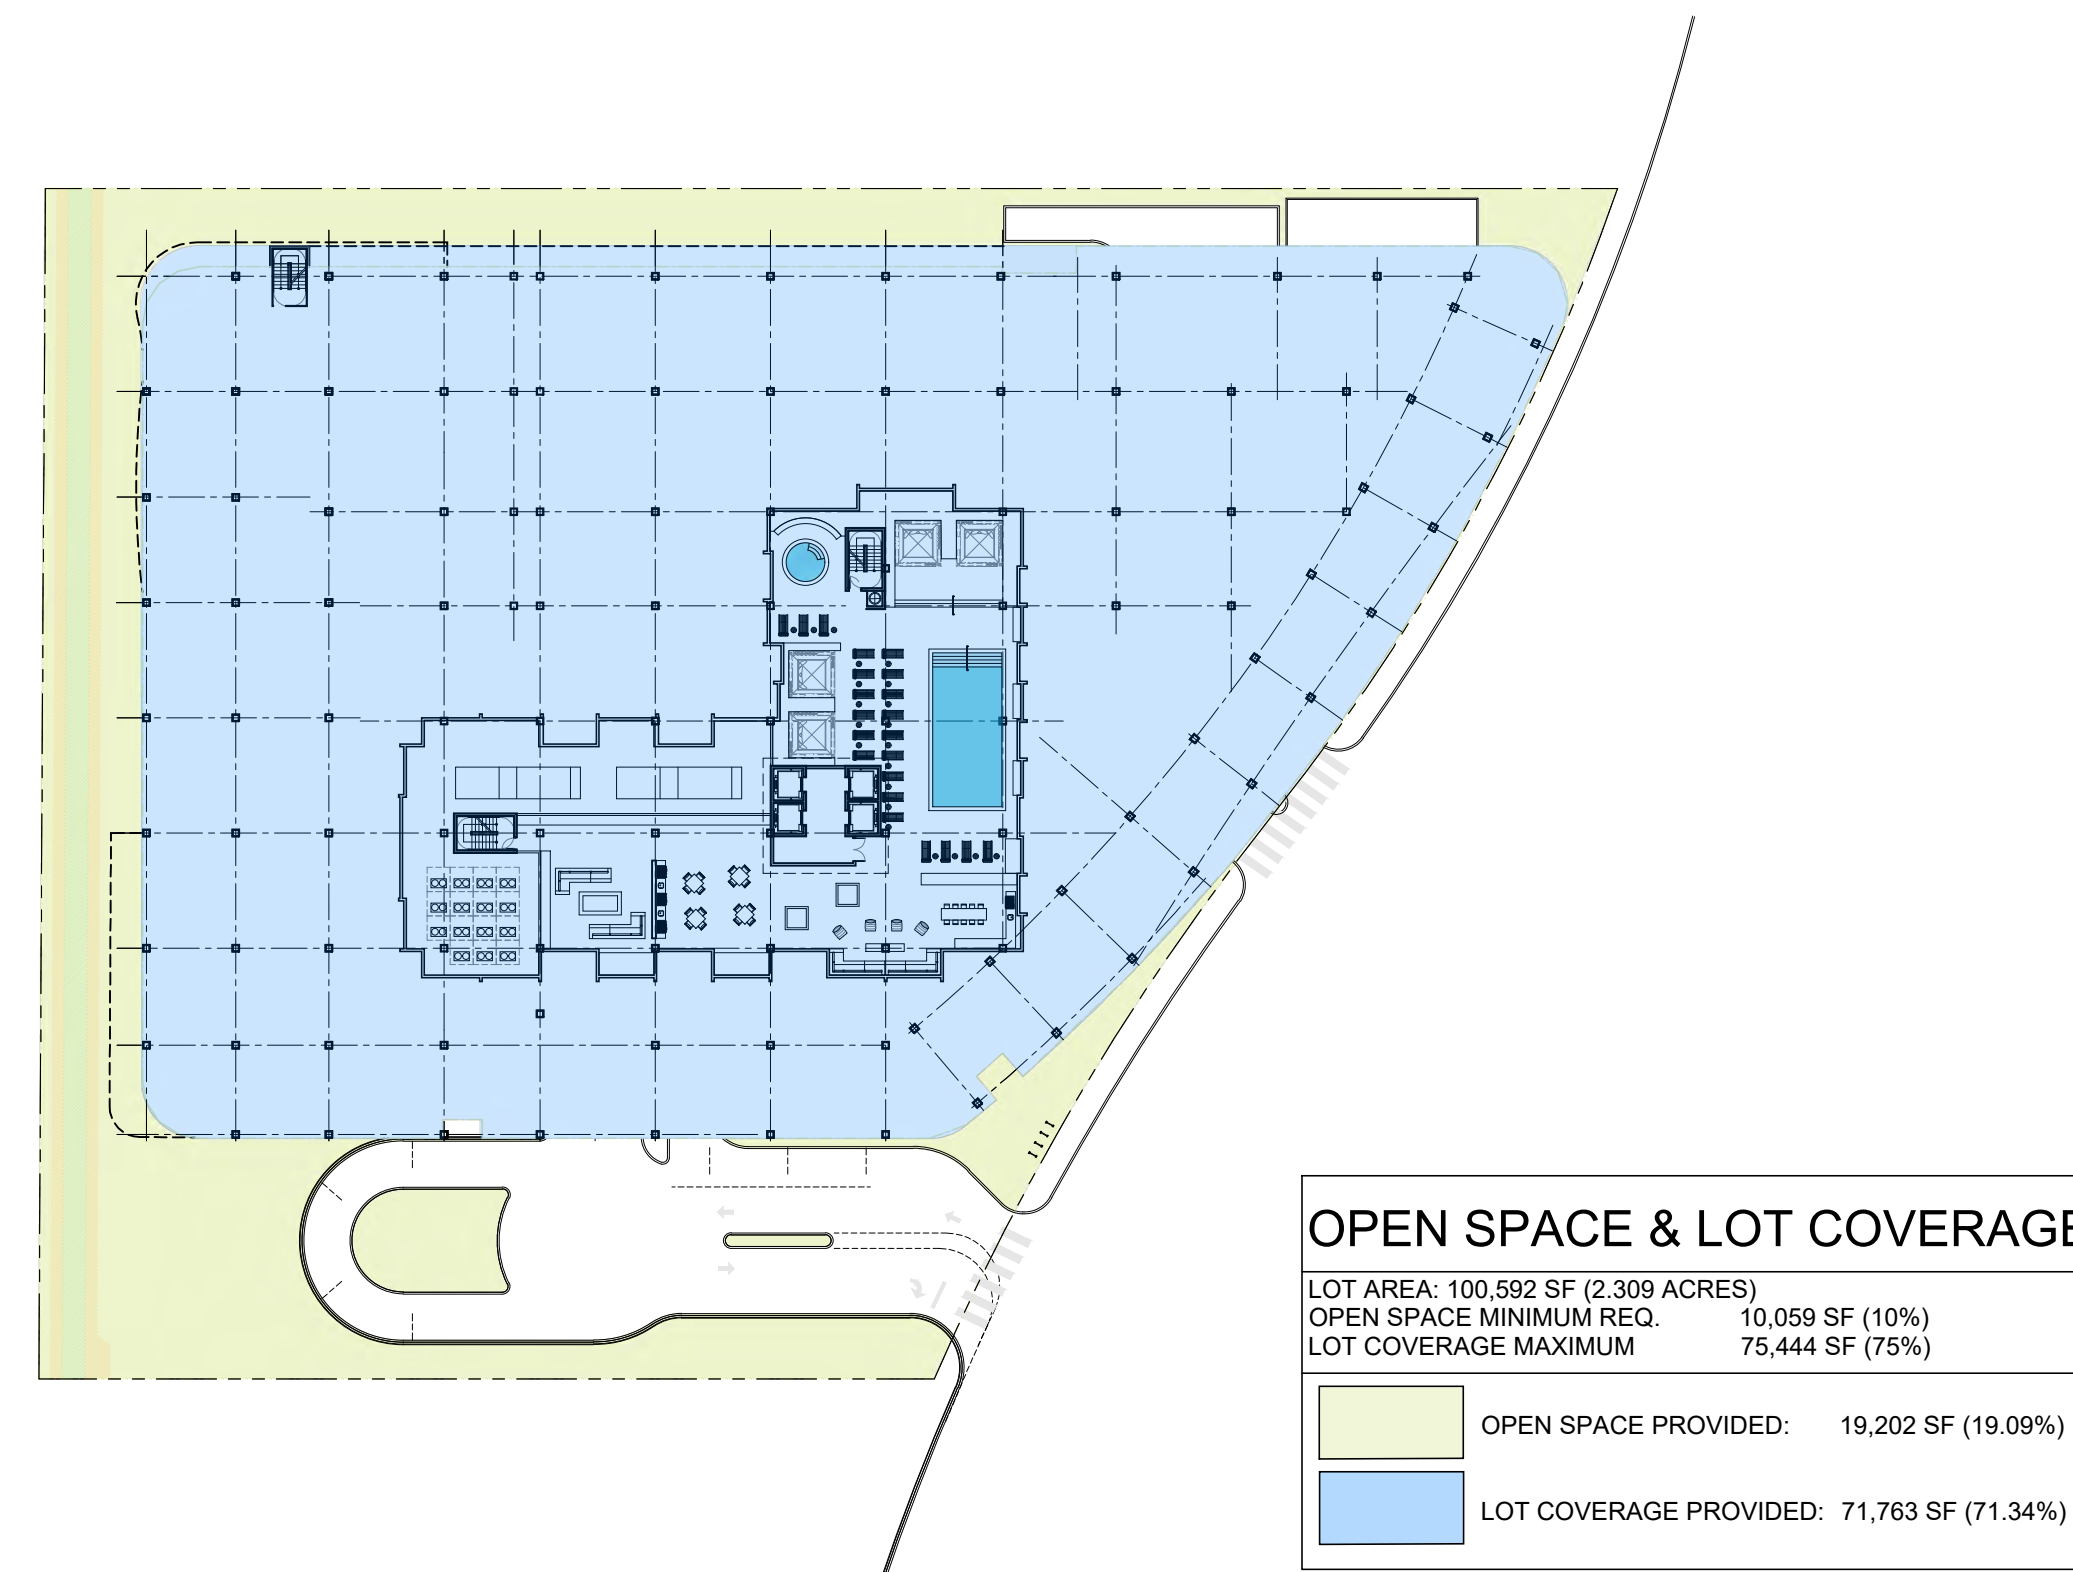 OPEN SPACE & LOT COVERAGE
LOT AREA: 100,592 SF (2.309 ACRES)
OPEN SPACE MINIMUM REQ. 10,059 SF (10%)
LOT COVERAGE MAXIMUM 75,444 SF (75%)
OPEN SPACE PROVIDED: 19,202 SF (19.09%)
LOT COVERAGE PROVIDED: 71,763 SF (71.34%)